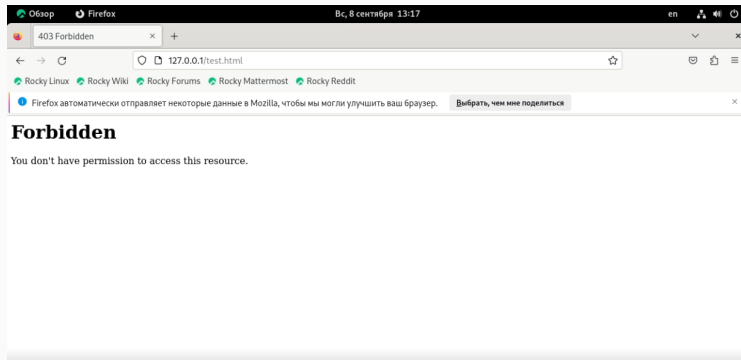 Обзор Firefox Вс, 8 сентября 13:17 en
403 Forbidden
127.0.0.1/test.html
Rocky Linux Rocky Wiki Rocky Forums Rocky Mattermost Rocky Reddit
Firefox автоматически отправляет некоторые данные в Mozilla, чтобы мы могли улучшить ваш браузер. Выбрать, чем мне поделиться
Forbidden
You don't have permission to access this resource.